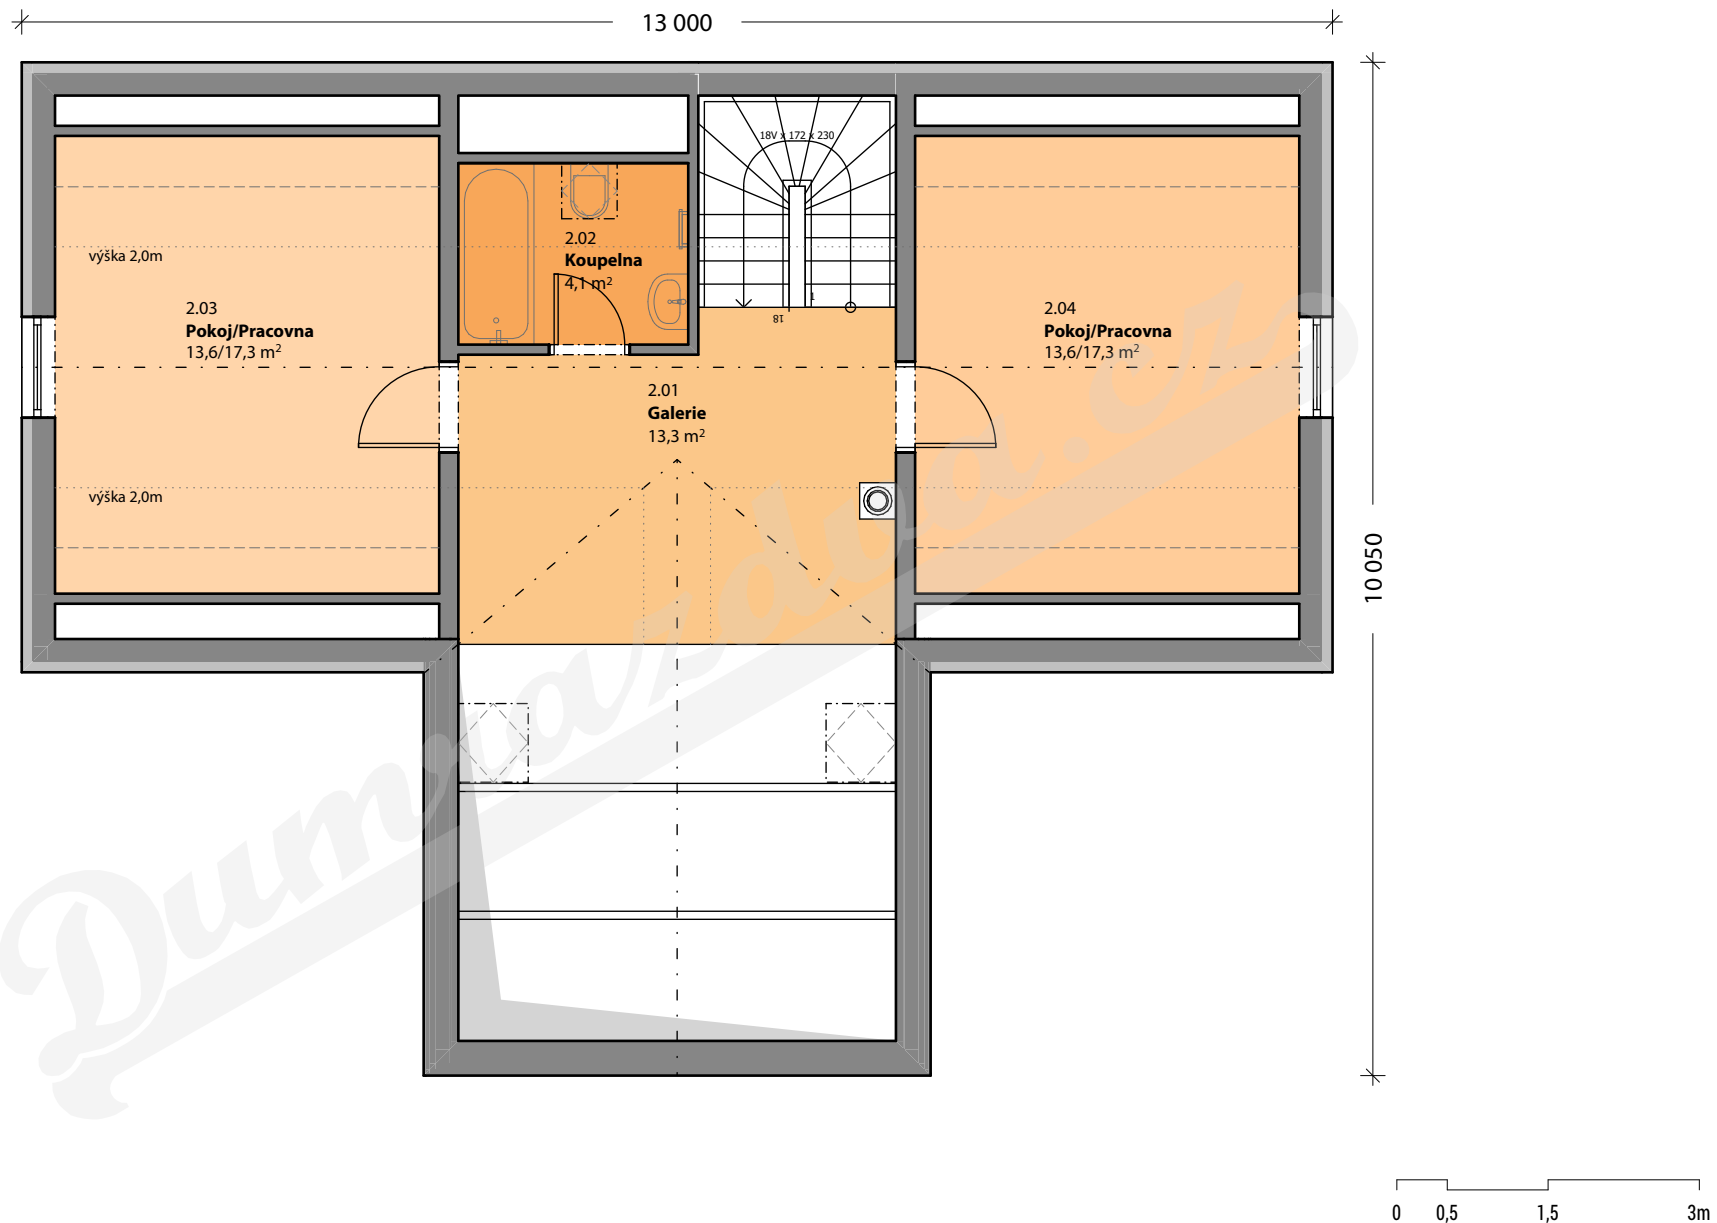 13 000
18V x 172 x 230
2.02
Koupelna
4,1 m²
výška 2,0m
2.03
Pokoj/Pracovna
13,6/17,3 m²
1
18
2.04
Pokoj/Pracovna
13,6/17,3 m²
2.01
Galerie
13,3 m²
výška 2,0m
10 050
Dumzazdva.cz
0 0,5 1,5 3m